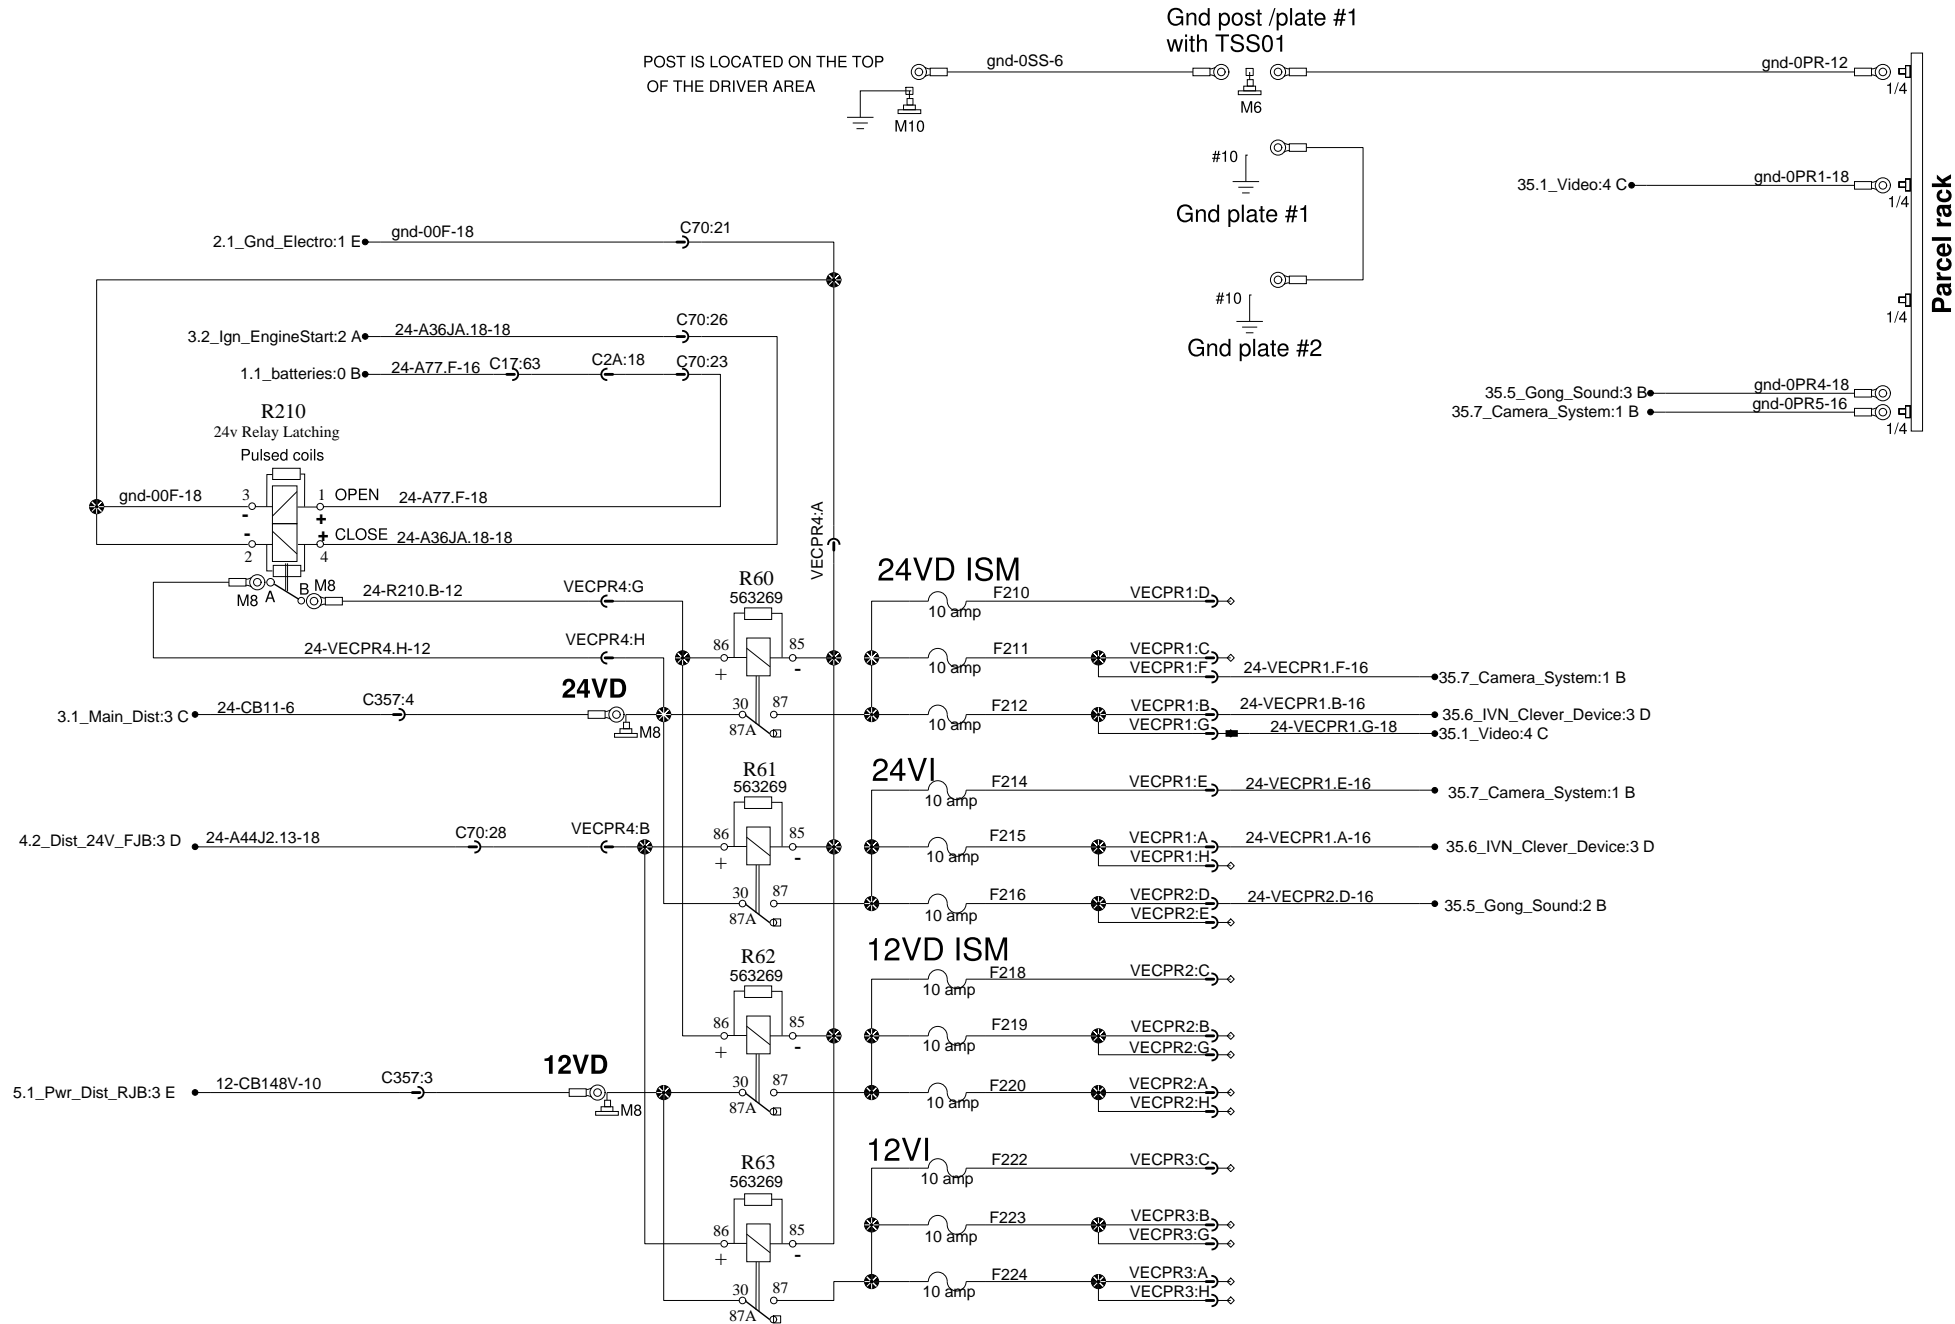 Gnd post /plate #1
with TSS01
POST IS LOCATED ON THE TOP
OF THE DRIVER AREA
gnd-0SS-6
gnd-0PR-12
M10
M6
1/4
#10
Gnd plate #1
35.1_Video:4 C
gnd-0PR1-18
1/4
Parcel rack
#10
Gnd plate #2
1/4
35.5_Gong_Sound:3 B
gnd-0PR4-18
35.7_Camera_System:1 B
gnd-0PR5-16
1/4
2.1_Gnd_Electro:1 E
gnd-00F-18
C70:21
3.2_Ign_EngineStart:2 A
24-A36JA.18-18
C70:26
1.1_batteries:0 B
24-A77.F-16
C17:63
C2A:18
C70:23
R210
24v Relay Latching
Pulsed coils
gnd-00F-18
3
-
1
+
OPEN
24-A77.F-18
-
2
+
4
CLOSE
24-A36JA.18-18
VECPR4:A
M8
A
B
M8
24-R210.B-12
VECPR4:G
24-VECPR4.H-12
VECPR4:H
3.1_Main_Dist:3 C
24-CB11-6
C357:4
24VD
M8
R60
563269
86
+
85
-
30
87
87A
24VD ISM
F210
10 amp
VECPR1:D
F211
10 amp
VECPR1:C
VECPR1:F
24-VECPR1.F-16
35.7_Camera_System:1 B
F212
10 amp
VECPR1:B
24-VECPR1.B-16
35.6_IVN_Clever_Device:3 D
VECPR1:G
24-VECPR1.G-18
35.1_Video:4 C
4.2_Dist_24V_FJB:3 D
24-A44J2.13-18
C70:28
VECPR4:B
R61
563269
86
+
85
-
30
87
87A
24VI
F214
10 amp
VECPR1:E
24-VECPR1.E-16
35.7_Camera_System:1 B
F215
10 amp
VECPR1:A
24-VECPR1.A-16
35.6_IVN_Clever_Device:3 D
VECPR1:H
F216
10 amp
VECPR2:D
24-VECPR2.D-16
35.5_Gong_Sound:2 B
VECPR2:E
5.1_Pwr_Dist_RJB:3 E
12-CB148V-10
C357:3
12VD
M8
R62
563269
86
+
85
-
30
87
87A
12VD ISM
F218
10 amp
VECPR2:C
F219
10 amp
VECPR2:B
VECPR2:G
F220
10 amp
VECPR2:A
VECPR2:H
R63
563269
86
+
85
-
30
87
87A
12VI
F222
10 amp
VECPR3:C
F223
10 amp
VECPR3:B
VECPR3:G
F224
10 amp
VECPR3:A
VECPR3:H